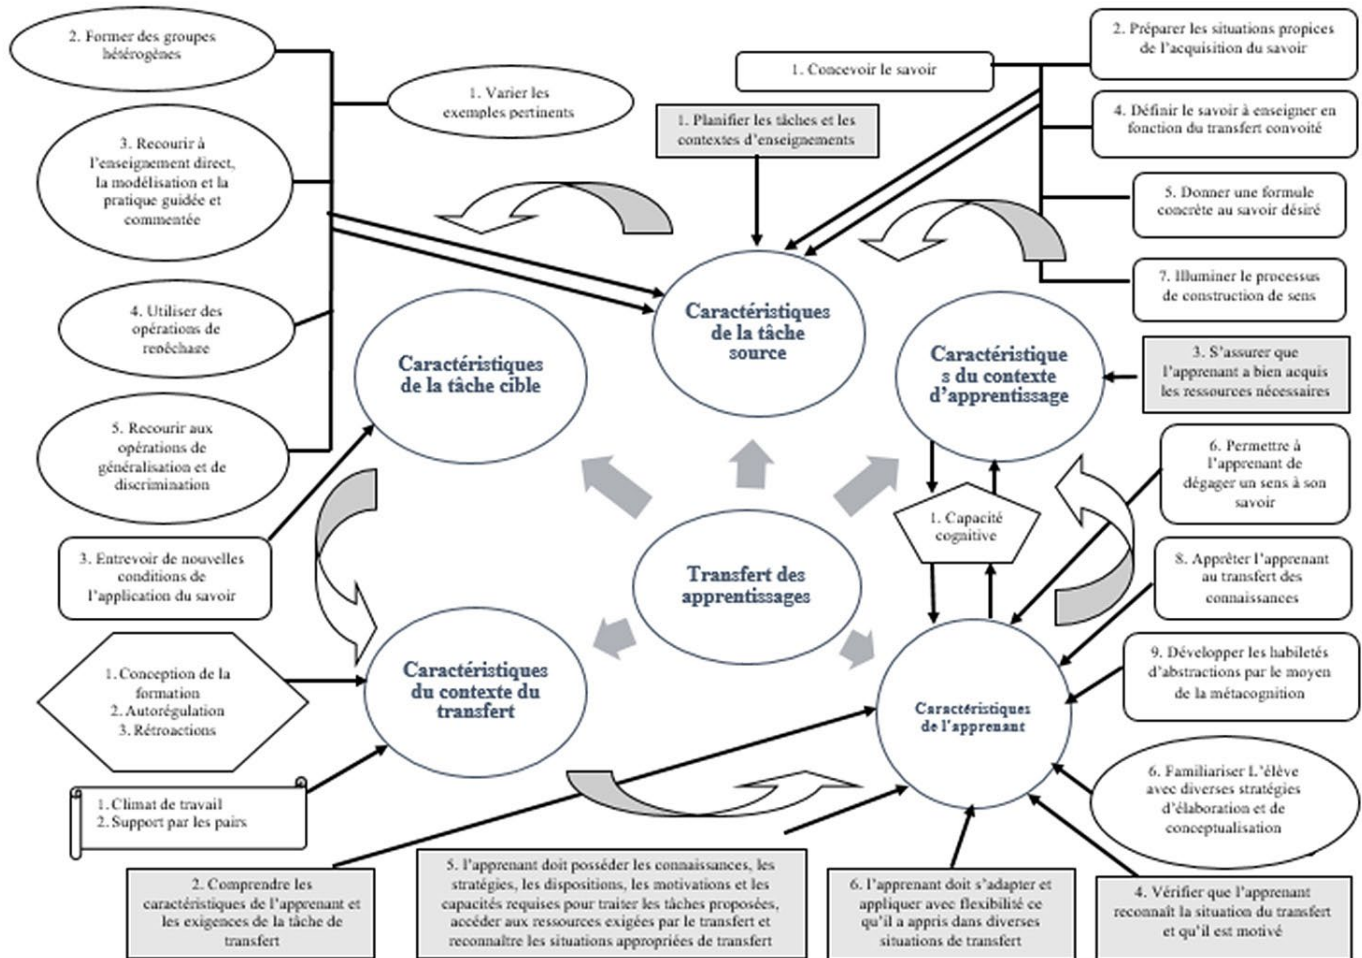 2. Former des groupes
hétérogènes
1. Varier les
exemples pertinents
3. Recourir à
l'enseignement direct,
la modélisation et la
pratique guidée et
commentée
4. Utiliser des
opérations de
repêchage
5. Recourir aux
opérations de
généralisation et de
discrimination
1. Concevoir le savoir
1. Planifier les tâches et les
contextes d'enseignements
2. Préparer les situations propices
de l'acquisition du savoir
4. Définir le savoir à enseigner en
fonction du transfert convoité
5. Donner une formule
concrète au savoir désiré
7. Illuminer le processus
de construction de sens
3. S'assurer que
l'apprenant a bien acquis
les ressources nécessaires
6. Permettre à
l'apprenant de
dégager un sens à son
savoir
8. Apprêter l'apprenant
au transfert des
connaissances
9. Développer les habiletés
d'abstractions par le moyen
de la métacognition
6. Familiariser L'élève
avec diverses stratégies
d'élaboration et de
conceptualisation
Caractéristiques
de la tâche cible
Caractéristiques
de la tâche
source
Caractéristique
s du contexte
d'apprentissage
1. Capacité
cognitive
Transfert des
apprentissages
Caractéristiques
du contexte du
transfert
Caractéristiques
de l'apprenant
3. Entrevoir de nouvelles
conditions de
l'application du savoir
1. Conception de la
formation
2. Autorégulation
3. Rétroactions
1. Climat de travail
2. Support par les pairs
2. Comprendre les
caractéristiques de l'apprenant et
les exigences de la tâche de
transfert
5. l'apprenant doit posséder les connaissances, les
stratégies, les dispositions, les motivations et les
capacités requises pour traiter les tâches proposées,
accéder aux ressources exigées par le transfert et
reconnaître les situations appropriées de transfert
6. l'apprenant doit s'adapter et
appliquer avec flexibilité ce
qu'il a appris dans diverses
situations de transfert
4. Vérifier que l'apprenant
reconnaît la situation du transfert
et qu'il est motivé